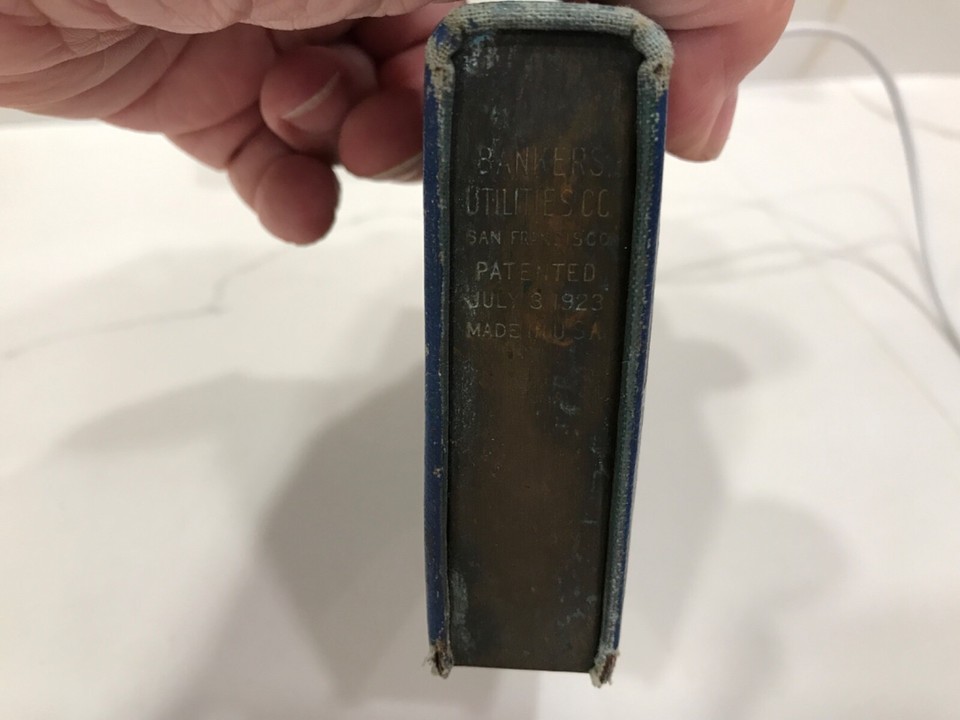 BANKERS
UTILITIES CO
SAN FRANCISCO
PATENTED
JULY 3 1923
MADE IN U.S.A.